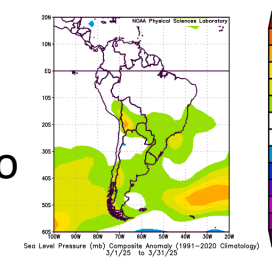 o
20N
NOAA Physical Sciences Laboratory
10N
EQ
10S
20S
30S
40S
50S
60S
100W 90W 80W 70W 60W 50W 40W 30W 20W
Sea Level Pressure (mb) Composite Anomaly (1991-2020 Climatology)
3/1/25 to 3/31/25